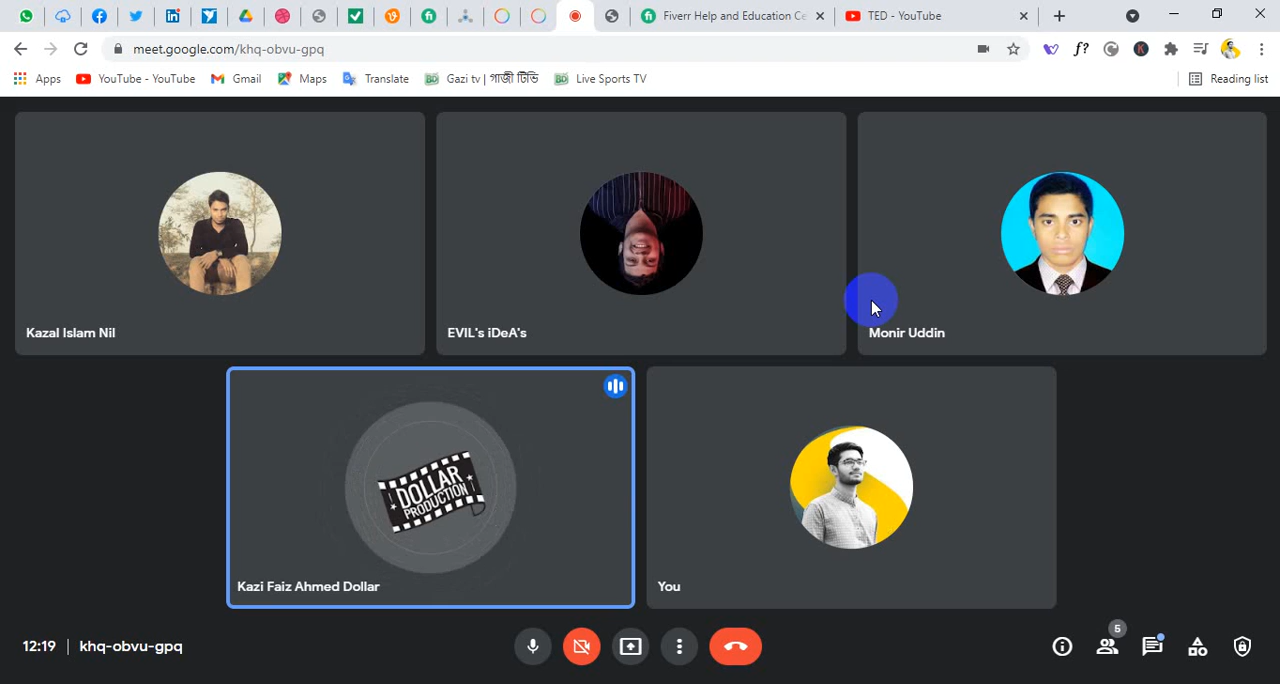 Fiverr Help and Education Ce
TED - YouTube
meet.google.com/khq-obvu-gpq
Apps
YouTube - YouTube
Gmail
Maps
Translate
Gazi tv | গাজী টিভি
Live Sports TV
Reading list
Kazal Islam Nil
EVIL's iDeA's
Monir Uddin
DOLLAR
PRODUCTION
Kazi Faiz Ahmed Dollar
You
12:19 | khq-obvu-gpq
5